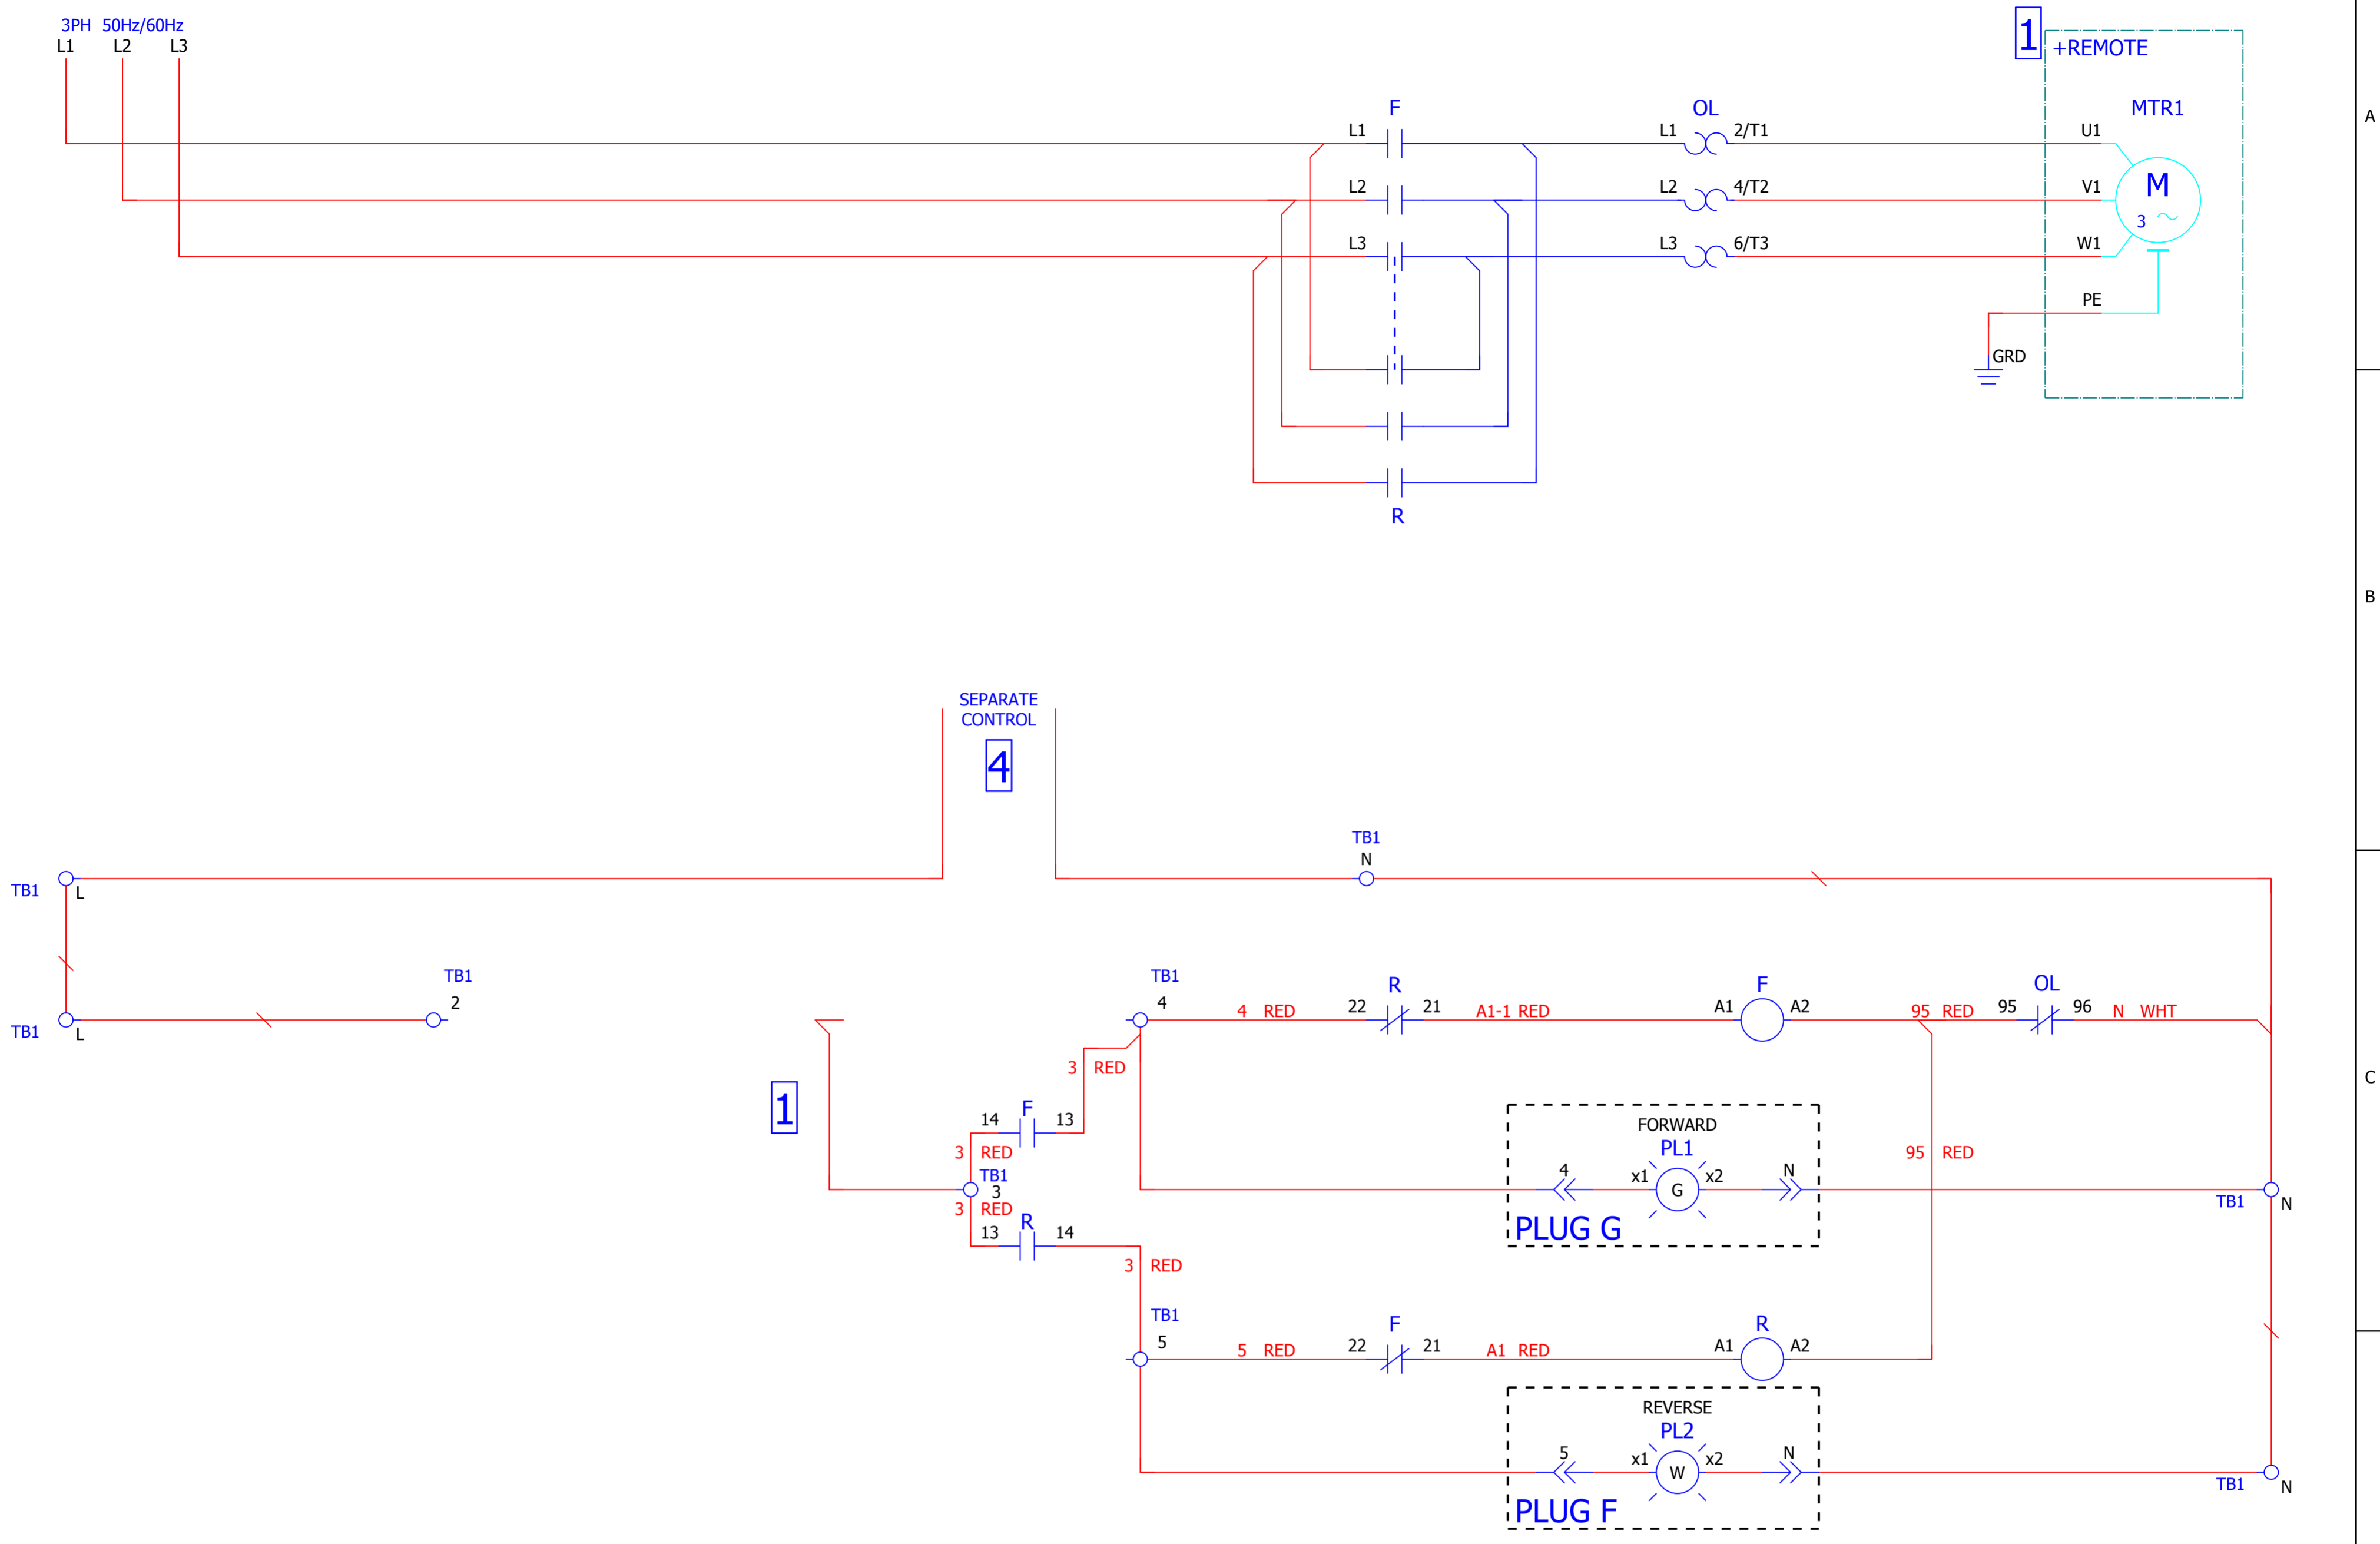 3PH 50Hz/60Hz
L1 L2 L3
1
+REMOTE
A
F
OL
MTR1
L1
L1
2/T1
U1
L2
L2
4/T2
V1
M
3
L3
L3
6/T3
W1
PE
GRD
R
B
SEPARATE
CONTROL
4
TB1
N
TB1
L
TB1
2
TB1
4
4 RED
22
R
21
A1-1 RED
A1
F
A2
95 RED
95
OL
96
N WHT
TB1
L
3 RED
C
1
14
F
13
3 RED
TB1
3
3 RED
13
R
14
3 RED
FORWARD
PL1
4
x1
G
x2
N
PLUG G
95 RED
TB1
N
TB1
5
5 RED
22
F
21
A1 RED
A1
R
A2
REVERSE
PL2
5
x1
W
x2
N
PLUG F
TB1
N